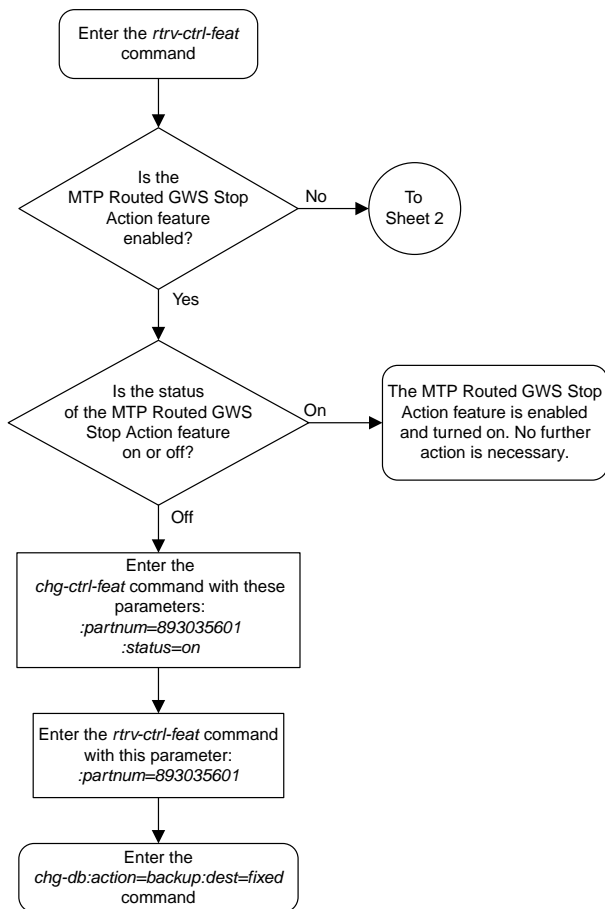 Enter the rtrv-ctrl-feat
command
Is the
MTP Routed GWS Stop
Action feature
enabled?
No
To
Sheet 2
Yes
Is the status
of the MTP Routed GWS
Stop Action feature
on or off?
On
The MTP Routed GWS Stop
Action feature is enabled
and turned on. No further
action is necessary.
Off
Enter the
chg-ctrl-feat command with these
parameters:
:partnum=893035601
:status=on
Enter the rtrv-ctrl-feat command
with this parameter:
:partnum=893035601
Enter the
chg-db:action=backup:dest=fixed
command